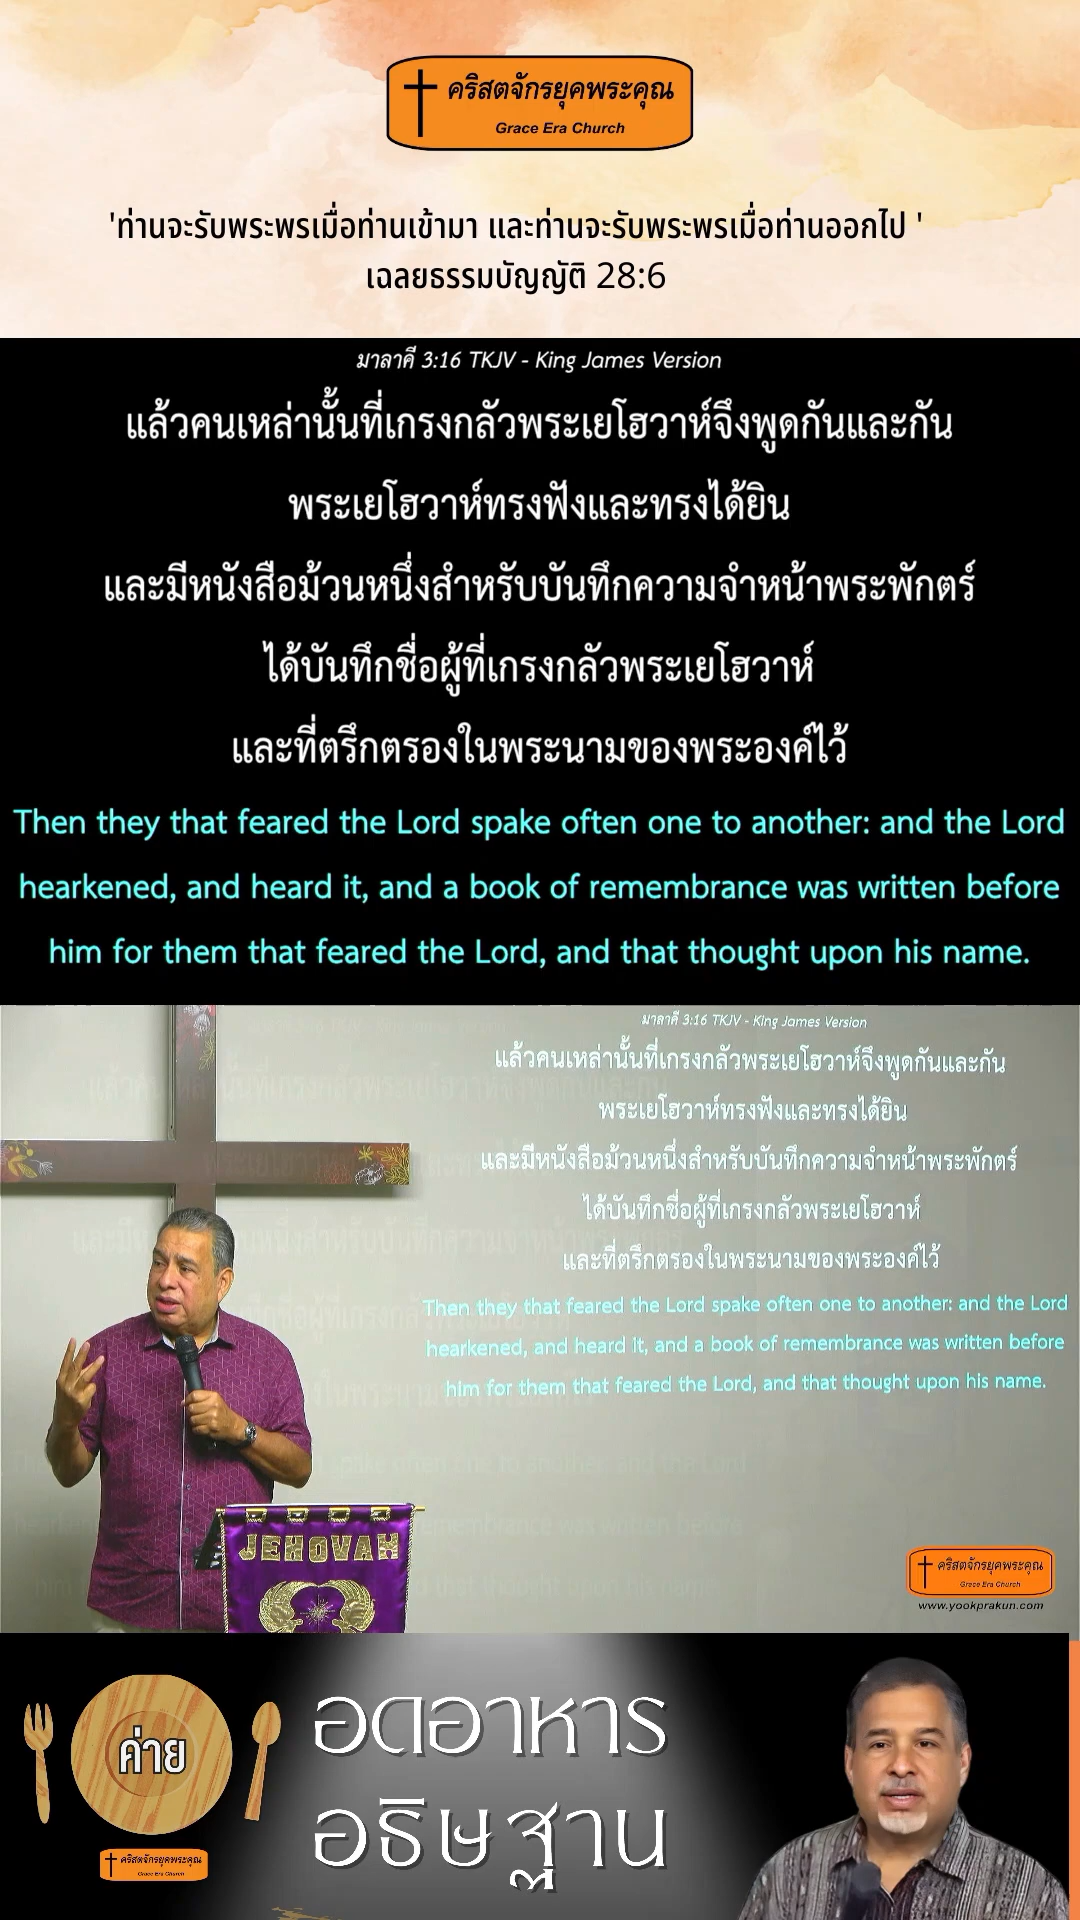 คริสตจักรยุคพระคุณ
Grace Era Church
'ท่านจะรับพระพรเมื่อท่านเข้ามา และท่านจะรับพระพรเมื่อท่านออกไป '
เฉลยธรรมบัญญัติ 28:6
มาลาคี 3:16 TKJV - King James Version
แล้วคนเหล่านั้นที่เกรงกลัวพระเยโฮวาห์จึงพูดกันและกัน
พระเยโฮวาห์ทรงฟังและทรงได้ยิน
และมีหนังสือม้วนหนึ่งสำหรับบันทึกความจำหน้าพระพักตร์
ได้บันทึกชื่อผู้ที่เกรงกลัวพระเยโฮวาห์
และที่ตรึกตรองในพระนามของพระองค์ไว้
Then they that feared the Lord spake often one to another: and the Lord
hearkened, and heard it, and a book of remembrance was written before
him for them that feared the Lord, and that thought upon his name.
มาลาคี 3:16 TKJV - King James Version
แล้วคนเหล่านั้นที่เกรงกลัวพระเยโฮวาห์จึงพูดกันและกัน
พระเยโฮวาห์ทรงฟังและทรงได้ยิน
และมีหนังสือม้วนหนึ่งสำหรับบันทึกความจำหน้าพระพักตร์
ได้บันทึกชื่อผู้ที่เกรงกลัวพระเยโฮวาห์
และที่ตรึกตรองในพระนามของพระองค์ไว้
Then they that feared the Lord spake often one to another: and the Lord
hearkened, and heard it, and a book of remembrance was written before
him for them that feared the Lord, and that thought upon his name.
JEHOVAH
คริสตจักรยุคพระคุณ
Grace Era Church
www.yookprakun.com
ค่าย
อดอาหาร
อธิษฐาน
คริสตจักรยุคพระคุณ
Grace Era Church